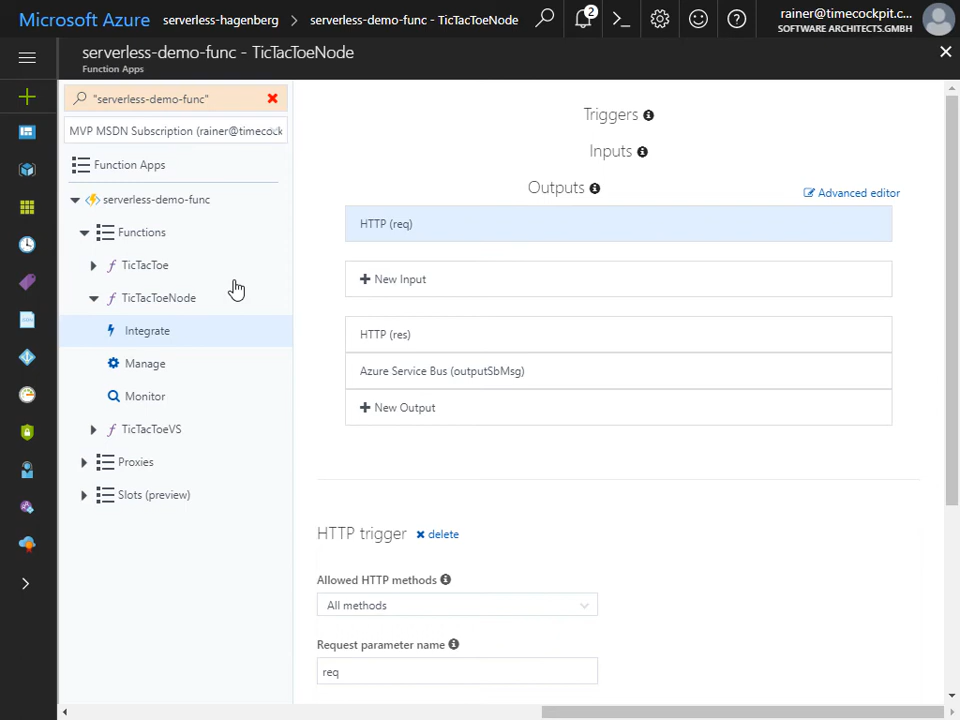 Microsoft Azure serverless-hagenberg > serverless-demo-func - TicTacToeNode 2 rainer@timecockpit.c...
SOFTWARE ARCHITECTS.GMBH
serverless-demo-func - TicTacToeNode
Function Apps
"serverless-demo-func"
MVP MSDN Subscription (rainer@timecock
Function Apps
serverless-demo-func
Functions
TicTacToe
TicTacToeNode
Integrate
Manage
Monitor
TicTacToeVS
Proxies
Slots (preview)
Triggers
Inputs
Outputs
Advanced editor
HTTP (req)
+ New Input
HTTP (res)
Azure Service Bus (outputSbMsg)
+ New Output
HTTP trigger delete
Allowed HTTP methods
All methods
Request parameter name
req